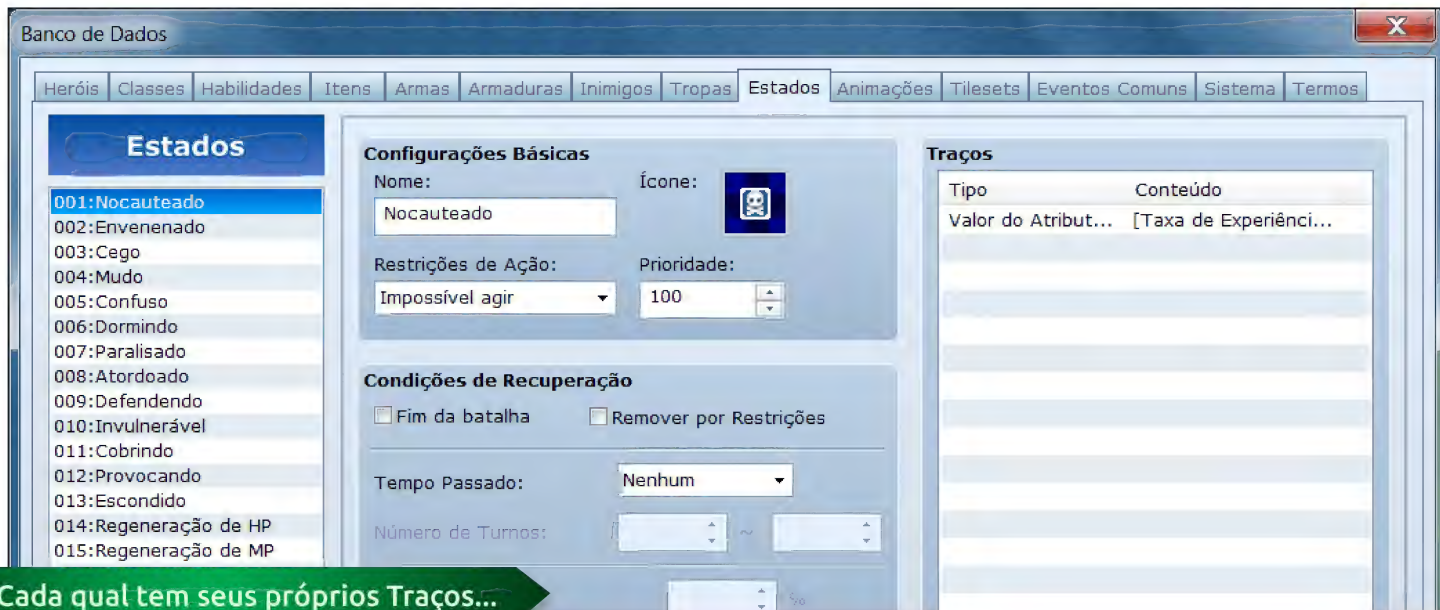 Banco de Dados
Heróis Classes Habilidades Itens Armas Armaduras Inimigos Tropas Estados Animações Tilesets Eventos Comuns Sistema Termos
Estados
001:Nocauteado
002:Envenenado
003:Cego
004:Mudo
005:Confuso
006:Dormindo
007:Paralisado
008:Atordoado
009:Defendendo
010:Invulnerável
011:Cobrindo
012:Provocando
013:Escondido
014:Regeneração de HP
015:Regeneração de MP
Configurações Básicas
Nome: Ícone:
Nocauteado
Restrições de Ação: Prioridade:
Impossível agir 100
Condições de Recuperação
Fim da batalha Remover por Restrições
Tempo Passado: Nenhum
Número de Turnos: ~
%
Traços
Tipo Conteúdo
Valor do Atribut... [Taxa de Experiênci...
Cada qual tem seus próprios Traços...